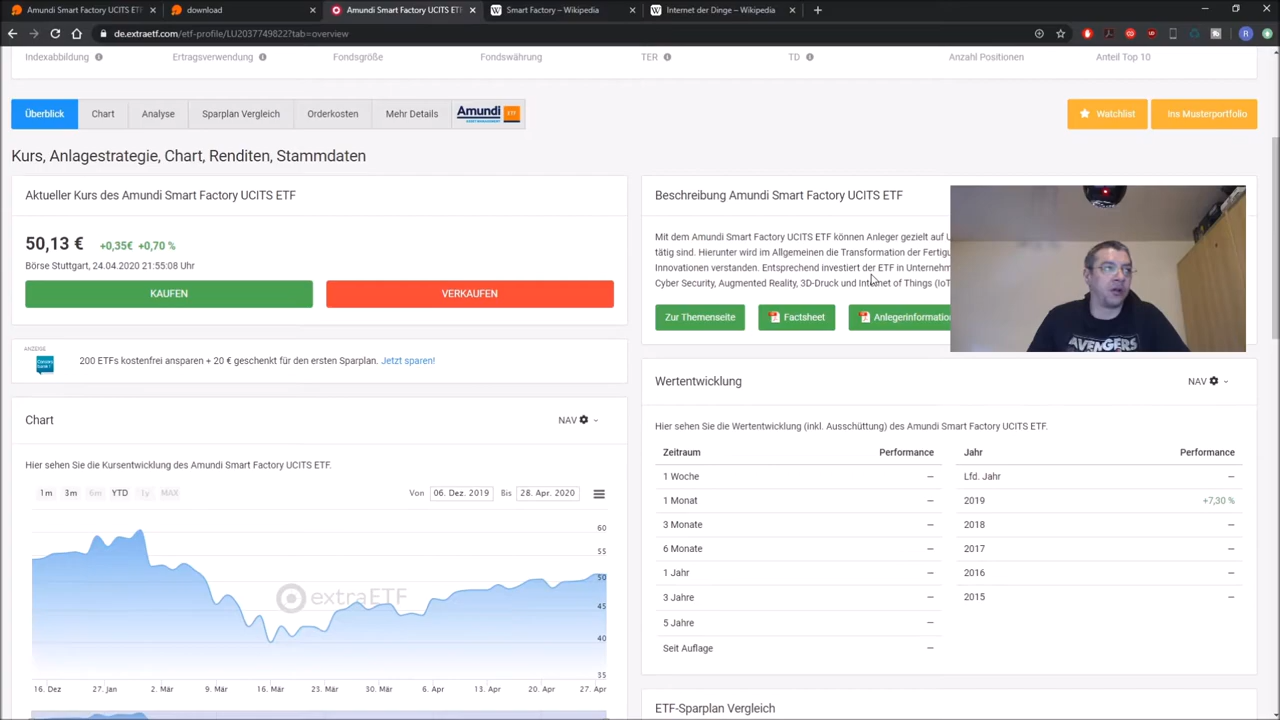 Amundi Smart Factory UCITS ETF
download
Amundi Smart Factory UCITS ETF
Smart Factory – Wikipedia
Internet der Dinge – Wikipedia
de.extraetf.com/etf-profile/LU2037749822?tab=overview
Indexabbildung
Ertragsverwendung
Fondsgröße
Fondswährung
TER
TD
Anzahl Positionen
Anteil Top 10
Überblick
Chart
Analyse
Sparplan Vergleich
Orderkosten
Mehr Details
Amundi ETF
ASSET MANAGEMENT
Watchlist
Ins Musterportfolio
Kurs, Anlagestrategie, Chart, Renditen, Stammdaten
Aktueller Kurs des Amundi Smart Factory UCITS ETF
50,13 € +0,35€ +0,70 %
Börse Stuttgart, 24.04.2020 21:55:08 Uhr
KAUFEN
VERKAUFEN
ANZEIGE
200 ETFs kostenfrei ansparen + 20 € geschenkt für den ersten Sparplan. Jetzt sparen!
Chart
NAV
Hier sehen Sie die Kursentwicklung des Amundi Smart Factory UCITS ETF.
1m 3m 6m YTD 1y MAX
Von 06. Dez. 2019 Bis 28. Apr. 2020
60
55
50
45
40
35
extraETF
16. Dez 27. Jan 2. Mär 9. Mär 16. Mär 23. Mär 30. Mär 6. Apr 13. Apr 20. Apr 27. Apr
Beschreibung Amundi Smart Factory UCITS ETF
Mit dem Amundi Smart Factory UCITS ETF können Anleger gezielt auf
tätig sind. Hierunter wird im Allgemeinen die Transformation der
Innovationen verstanden. Entsprechend investiert der ETF in
Cyber Security, Augmented Reality, 3D-Druck und Internet of Things (IoT
Zur Themenseite
Factsheet
Anlegerinformation
AVENGERS
Wertentwicklung
NAV
Hier sehen Sie die Wertentwicklung (inkl. Ausschüttung) des Amundi Smart Factory UCITS ETF.
Zeitraum Performance Jahr Performance
1 Woche – Lfd. Jahr –
1 Monat – 2019 +7,30 %
3 Monate – 2018 –
6 Monate – 2017 –
1 Jahr – 2016 –
3 Jahre – 2015 –
5 Jahre –
Seit Auflage –
ETF-Sparplan Vergleich